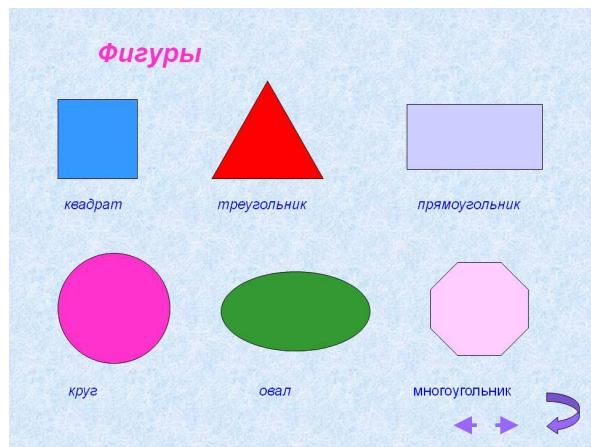 Фигуры
квадрат треугольник прямоугольник
круг овал многоугольник